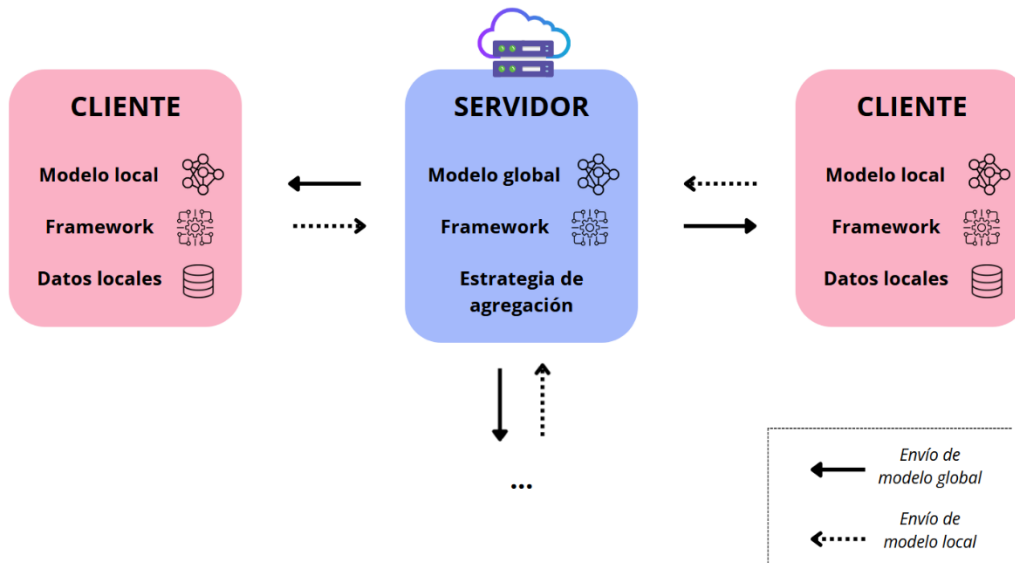 CLIENTE
Modelo local
Framework
Datos locales
SERVIDOR
Modelo global
Framework
Estrategia de
agregación
CLIENTE
Modelo local
Framework
Datos locales
...
Envío de
modelo global
Envío de
modelo local